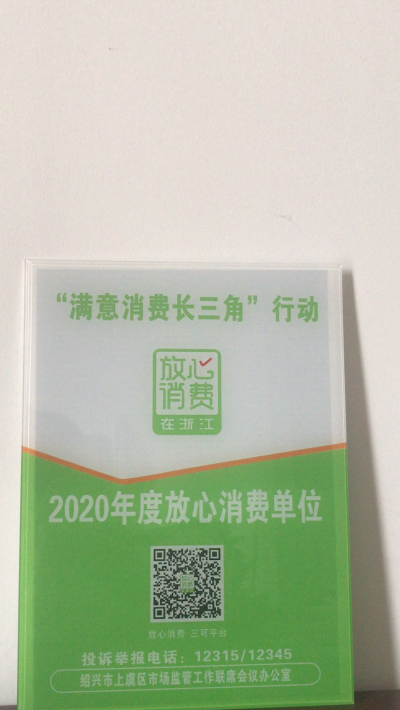 “满意消费长三角”行动
放心
消费
在浙江
2020年度放心消费单位
放心消费 三可平台
投诉举报电话：12315/12345
绍兴市上虞区市场监管工作联席会议办公室